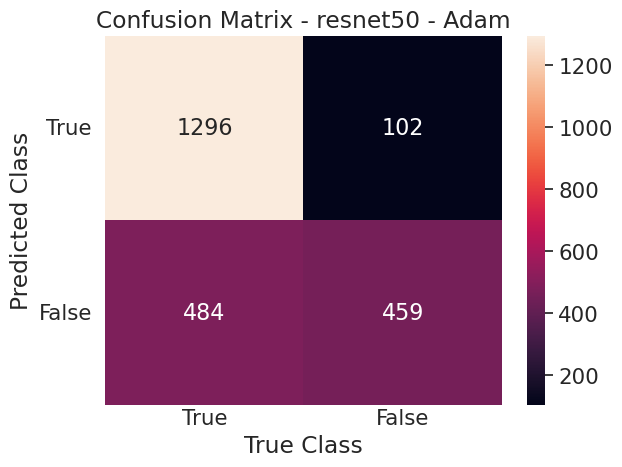 Confusion Matrix - resnet50 - Adam
Predicted Class
True
1296
102
False
484
459
True
False
True Class
1200
1000
800
600
400
200